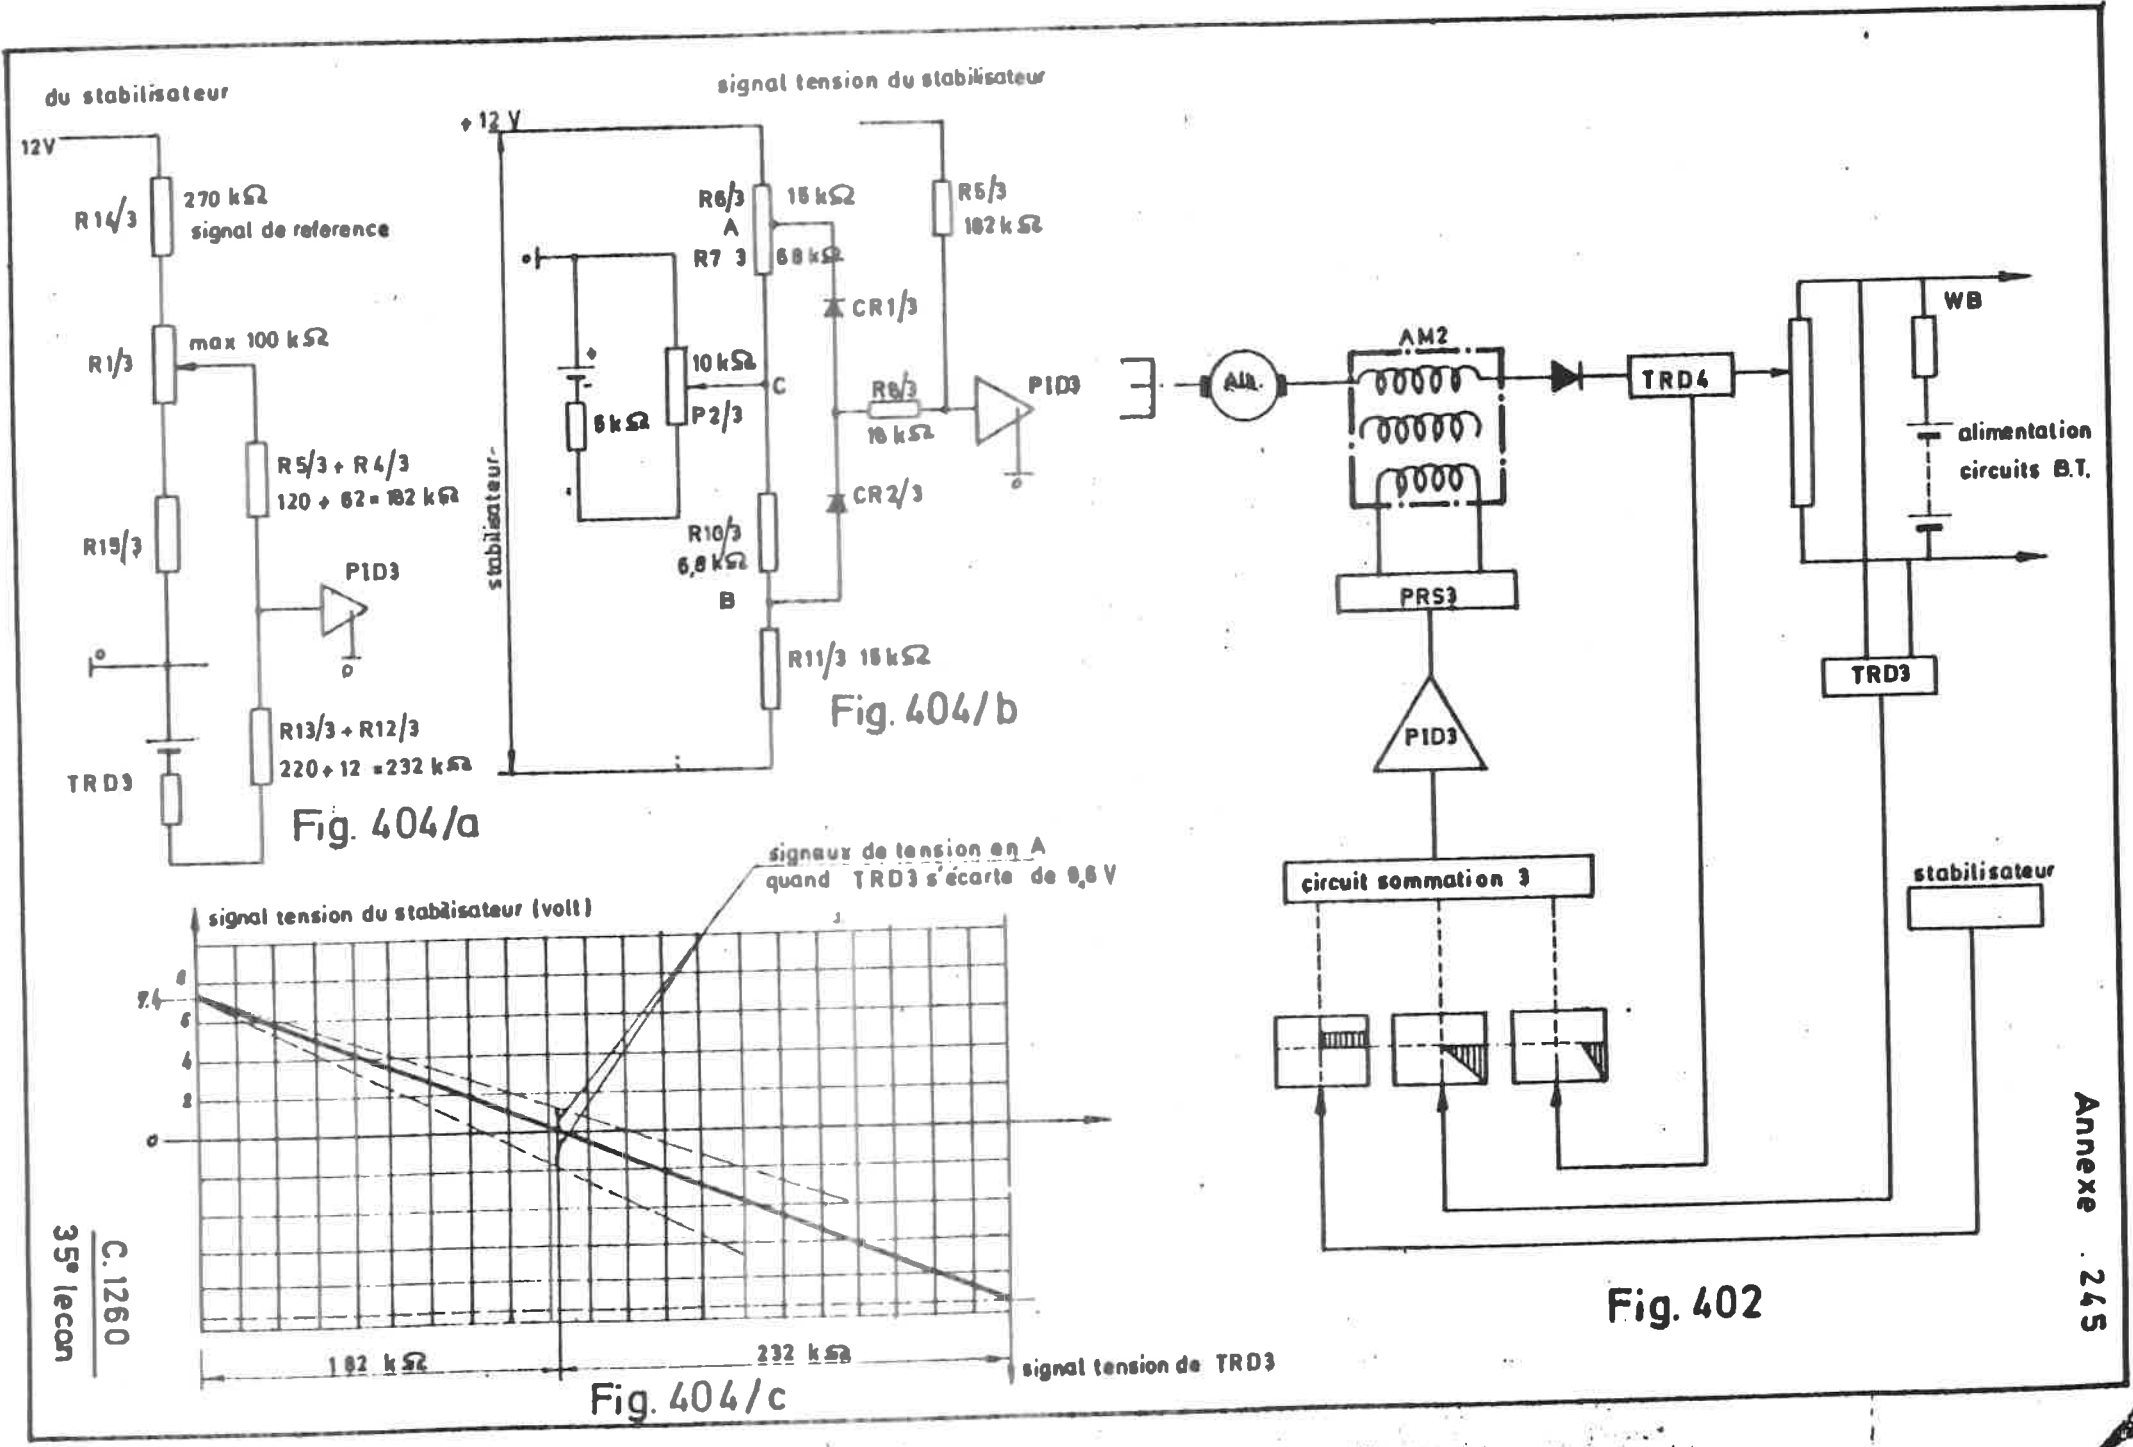 du stabilisateur
12V
R14/3
270 kΩ
signal de reference
R1/3
max 100 kΩ
R5/3 + R4/3
120 + 62 = 182 kΩ
R15/3
PID3
o
R13/3 + R12/3
220 + 12 = 232 kΩ
TRD3
Fig. 404/a
signal tension du stabilisateur
+ 12 V
R6/3 15 kΩ
A
R7 3 68 kΩ
R5/3
182 kΩ
CR1/3
10 kΩ
C
P2/3
5 kΩ
R8/3
18 kΩ
PID3
stabilisateur
CR2/3
R10/3
6,8 kΩ
B
R11/3 15 kΩ
Fig. 404/b
AM2
Alt.
TRD4
WB
alimentation
circuits B.T.
PRS3
TRD3
PID3
circuit sommation 3
stabilisateur
Fig. 402
signaux de tension en A
quand TRD3 s'écarte de 0,6 V
signal tension du stabilisateur (volt)
8
7.4
6
4
2
0
182 kΩ
232 kΩ
signal tension de TRD3
Fig. 404/c
C.1260
35e lecon
Annexe . 245